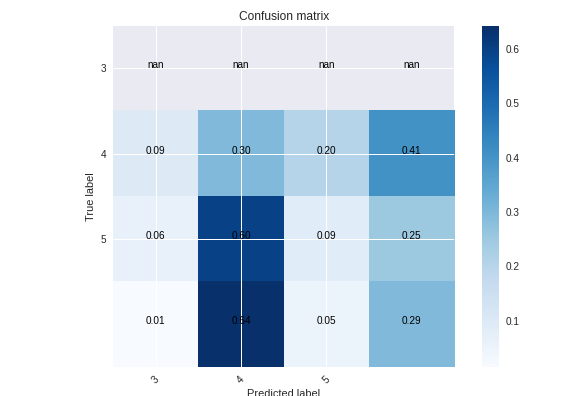 Confusion matrix
3 nan nan nan nan
4 0.09 0.30 0.20 0.41
5 0.06 0.60 0.09 0.25
0.01 0.64 0.05 0.29
3 4 5
Predicted label
True label
0.6
0.5
0.4
0.3
0.2
0.1